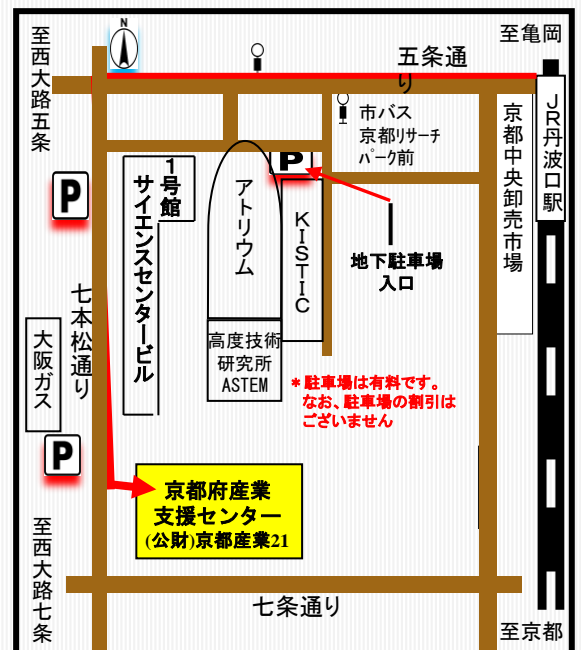 N
至亀岡
至西大路五条
五条通
り
市バス
京都リサーチ
パーク前
JR丹波口駅
京都中央卸売市場
P
1号館
サイエンスセンタービル
アトリウム
P
KISTIC
地下駐車場
入口
七本松通り
大阪ガス
高度技術
研究所
ASTEM
*駐車場は有料です。
なお、駐車場の割引は
ございません
P
京都府産業
支援センター
(公財)京都産業21
至西大路七条
七条通り
至京都